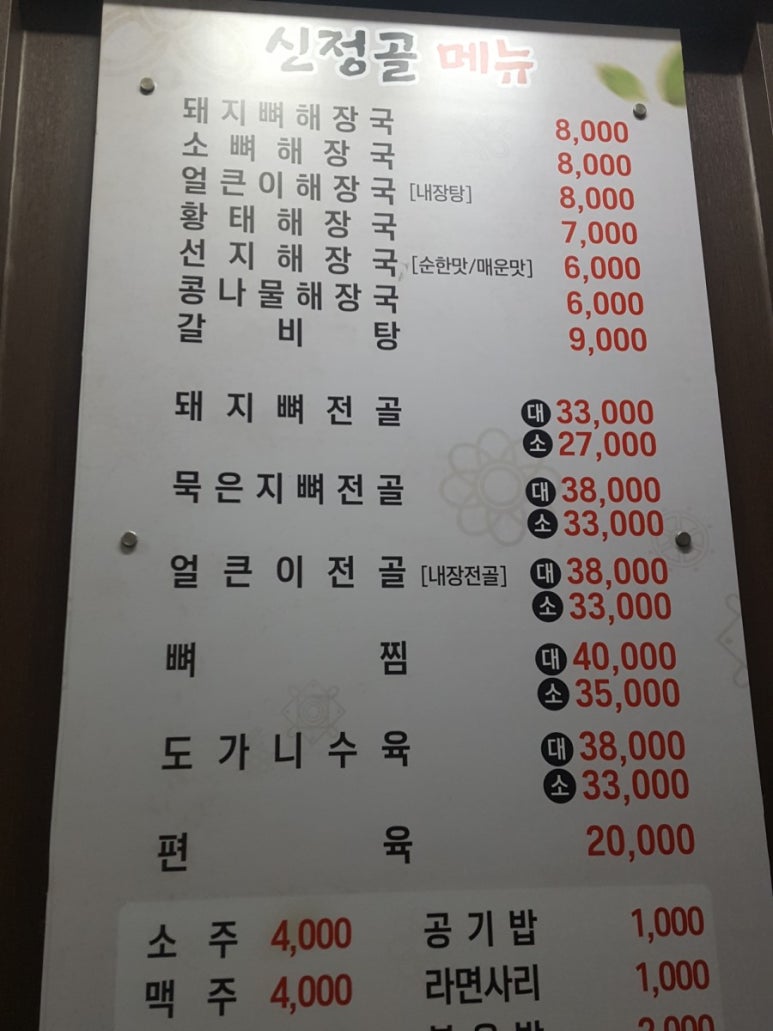 신정골 메뉴
돼지뼈해장국 8,000
소뼈해장국 8,000
얼큰이해장국 [내장탕] 8,000
황태해장국 7,000
선지해장국 [순한맛/매운맛] 6,000
콩나물해장국 6,000
갈비탕 9,000
돼지뼈전골 대 33,000
소 27,000
묵은지뼈전골 대 38,000
소 33,000
얼큰이전골 [내장전골] 대 38,000
소 33,000
뼈찜 대 40,000
소 35,000
도가니수육 대 38,000
소 33,000
편육 20,000
소주 4,000 공기밥 1,000
맥주 4,000 라면사리 1,000